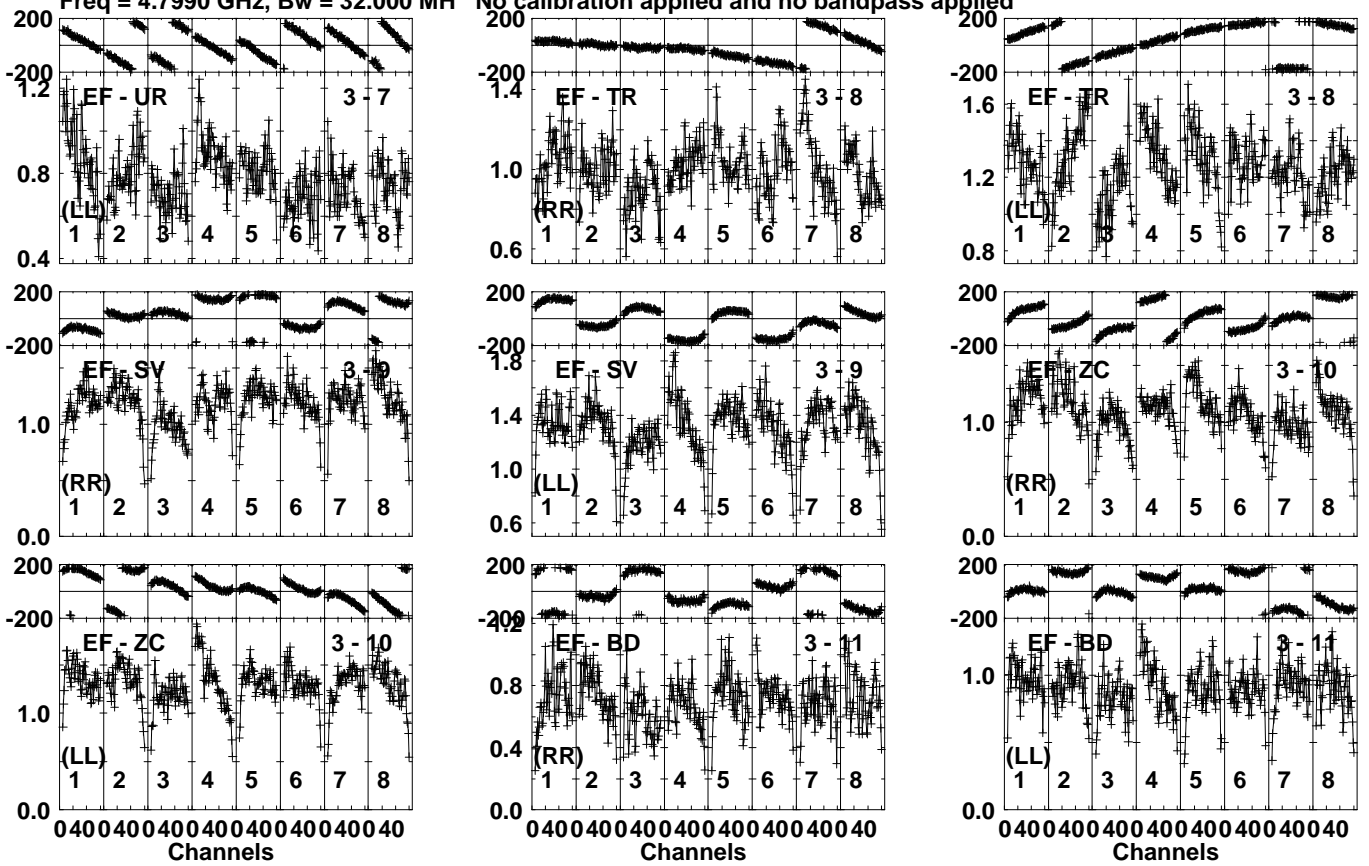 Freq = 4.7990 GHz, Bw = 32.000 MH No calibration applied and no bandpass applied
200
-200
1.2
0.8
0.4
EF - UR 3 - 7
(LL)
1 2 3 4 5 6 7 8
200
-200
1.4
1.0
0.6
EF - TR 3 - 8
(RR)
1 2 3 4 5 6 7 8
200
-200
1.6
1.2
0.8
EF - TR 3 - 8
(LL)
1 2 3 4 5 6 7 8
200
-200
1.0
0.0
EF - SV 3 - 9
(RR)
1 2 3 4 5 6 7 8
200
-200
1.8
1.4
1.0
0.6
EF - SV 3 - 9
(LL)
1 2 3 4 5 6 7 8
200
-200
1.0
0.0
EF - ZC 3 - 10
(RR)
1 2 3 4 5 6 7 8
200
-200
1.0
0.0
EF - ZC 3 - 10
(LL)
1 2 3 4 5 6 7 8
200
-200
1.2
0.8
0.4
0.0
EF - BD 3 - 11
(RR)
1 2 3 4 5 6 7 8
200
-200
1.0
0.0
EF - BD 3 - 11
(LL)
1 2 3 4 5 6 7 8
0 40 0 40 0 40 0 40 0 40 0 40 0 40 0 40
Channels
0 40 0 40 0 40 0 40 0 40 0 40 0 40 0 40
Channels
0 40 0 40 0 40 0 40 0 40 0 40 0 40 0 40
Channels